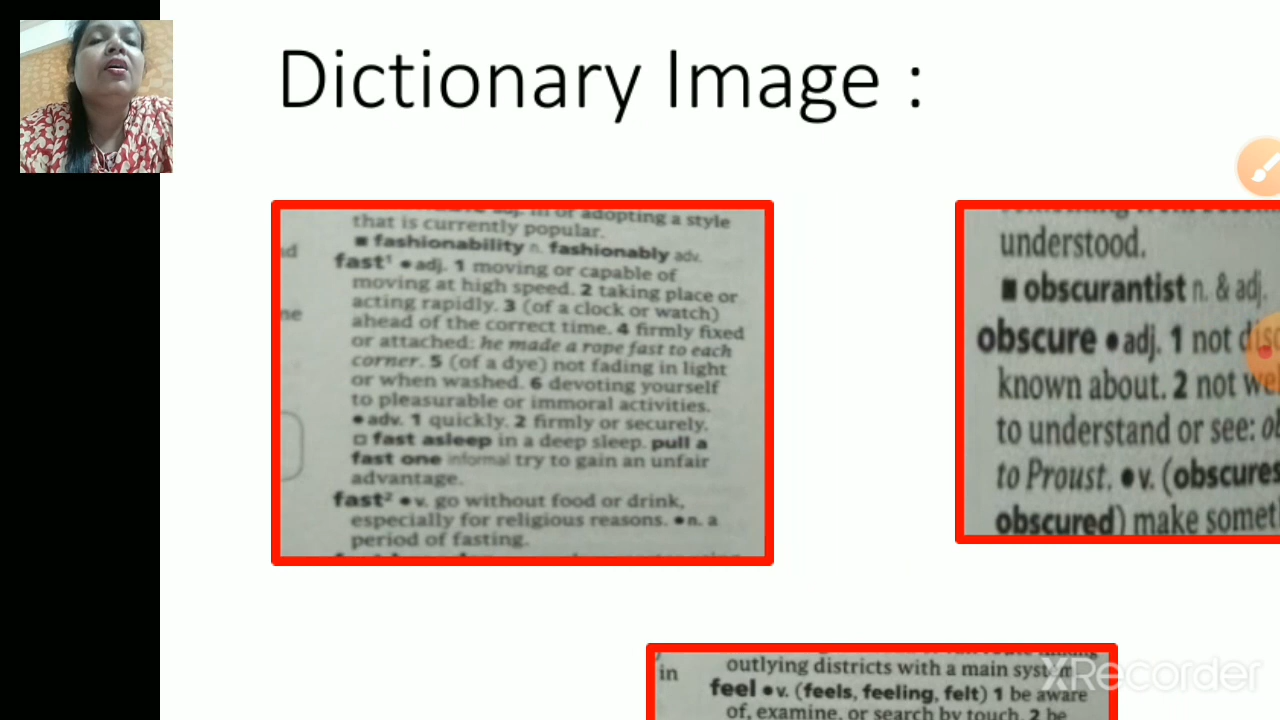 Dictionary Image :
adj. in or adopting a style
that is currently popular.
■ fashionability n. fashionably adv.
fast¹ ● adj. 1 moving or capable of
moving at high speed. 2 taking place or
acting rapidly. 3 (of a clock or watch)
ahead of the correct time. 4 firmly fixed
or attached: he made a rope fast to each
corner. 5 (of a dye) not fading in light
or when washed. 6 devoting yourself
to pleasurable or immoral activities.
● adv. 1 quickly. 2 firmly or securely.
□ fast asleep in a deep sleep. pull a
fast one informal try to gain an unfair
advantage.
fast² ● v. go without food or drink,
especially for religious reasons. ● n. a
period of fasting.
understood.
■ obscurantist n. & adj.
obscure ● adj. 1 not
known about. 2 not
to understand or see:
to Proust. ● v. (obscures
obscured) make
in
outlying districts with a main system
feel ● v. (feels, feeling, felt) 1 be aware
of, examine, or search by touch. 2 be
XRecorder